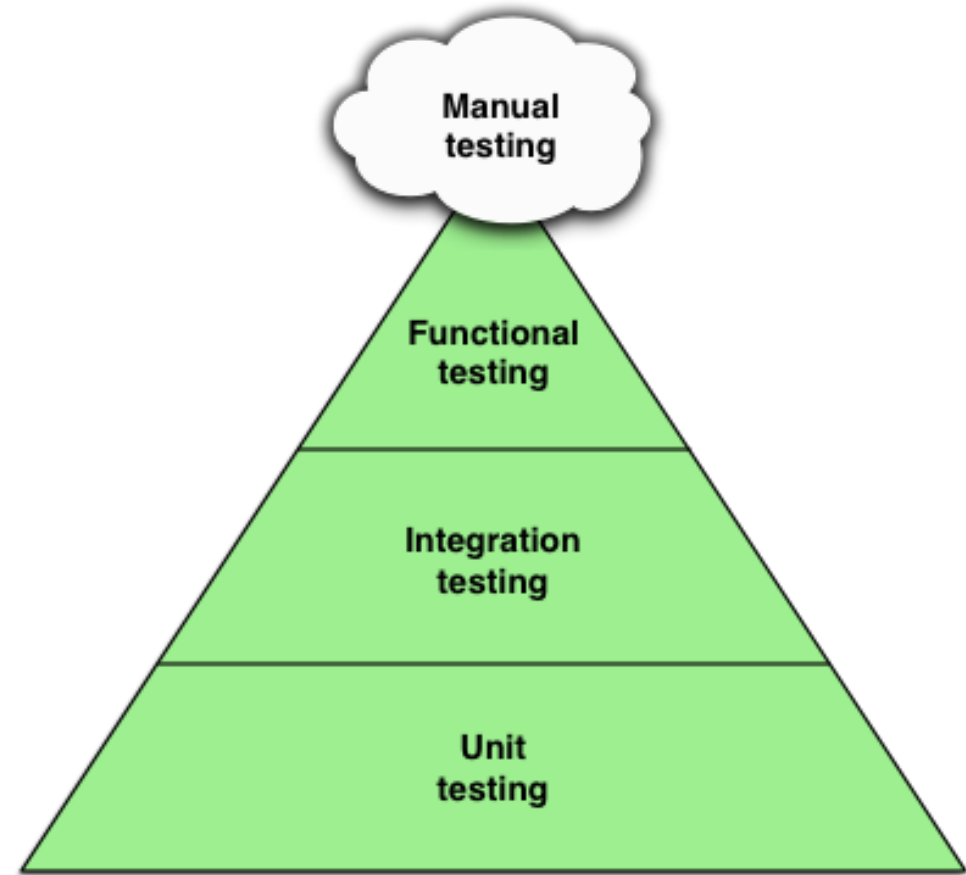 Manual
testing
Functional
testing
Integration
testing
Unit
testing